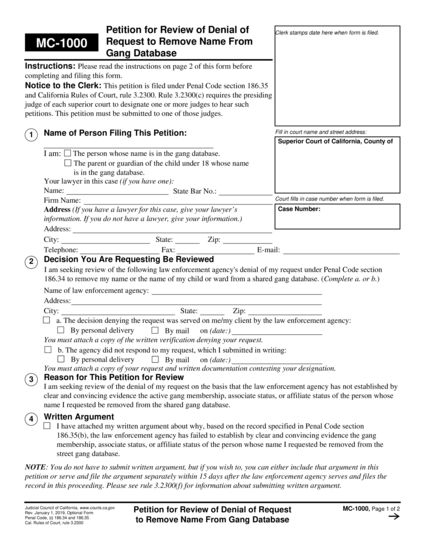 MC-1000
Petition for Review of Denial of
Request to Remove Name From
Gang Database
Clerk stamps date here when form is filed.
Instructions: Please read the instructions on page 2 of this form before
completing and filing this form.
Notice to the Clerk: This petition is filed under Penal Code section 186.35
and California Rules of Court, rule 3.2300. Rule 3.2300(c) requires the presiding
judge of each superior court to designate one or more judges to hear such
petitions. This petition must be submitted to one of those judges.
Fill in court name and street address:
Superior Court of California, County of
Court fills in case number when form is filed.
Case Number:
1 Name of Person Filing This Petition:
I am: The person whose name is in the gang database.
The parent or guardian of the child under 18 whose name
is in the gang database.
Your lawyer in this case (if you have one):
Name: State Bar No.:
Firm Name:
Address (If you have a lawyer for this case, give your lawyer's
information. If you do not have a lawyer, give your information.)
Address:
City: State: Zip:
Telephone: Fax: E-mail:
2 Decision You Are Requesting Be Reviewed
I am seeking review of the following law enforcement agency's denial of my request under Penal Code section
186.34 to remove my name or the name of my child or ward from a shared gang database. (Complete a. or b.)
Name of law enforcement agency:
Address:
City: State: Zip:
a. The decision denying the request was served on me/my client by the law enforcement agency:
By personal delivery By mail on (date:)
You must attach a copy of the written verification denying your request.
b. The agency did not respond to my request, which I submitted in writing:
By personal delivery By mail on (date:)
You must attach a copy of your request and written documentation contesting your designation.
3 Reason for This Petition for Review
I am seeking review of the denial of my request on the basis that the law enforcement agency has not established by
clear and convincing evidence the active gang membership, associate status, or affiliate status of the person whose
name I requested be removed from the shared gang database.
4 Written Argument
I have attached my written argument about why, based on the record specified in Penal Code section
186.35(b), the law enforcement agency has failed to establish by clear and convincing evidence the gang
membership, associate status, or affiliate status of the person whose name I requested be removed from the
street gang database.
NOTE: You do not have to submit written argument, but if you wish to, you can either include that argument in this
petition or serve and file the argument separately within 15 days after the law enforcement agency serves and files the
record in this proceeding. Please see rule 3.2300(f) for information about submitting written argument.
Judicial Council of California, www.courts.ca.gov
Rev. January 1, 2019, Optional Form
Penal Code, §§ 186.34 and 186.35
Cal. Rules of Court, rule 3.2300
Petition for Review of Denial of Request
to Remove Name From Gang Database
MC-1000, Page 1 of 2